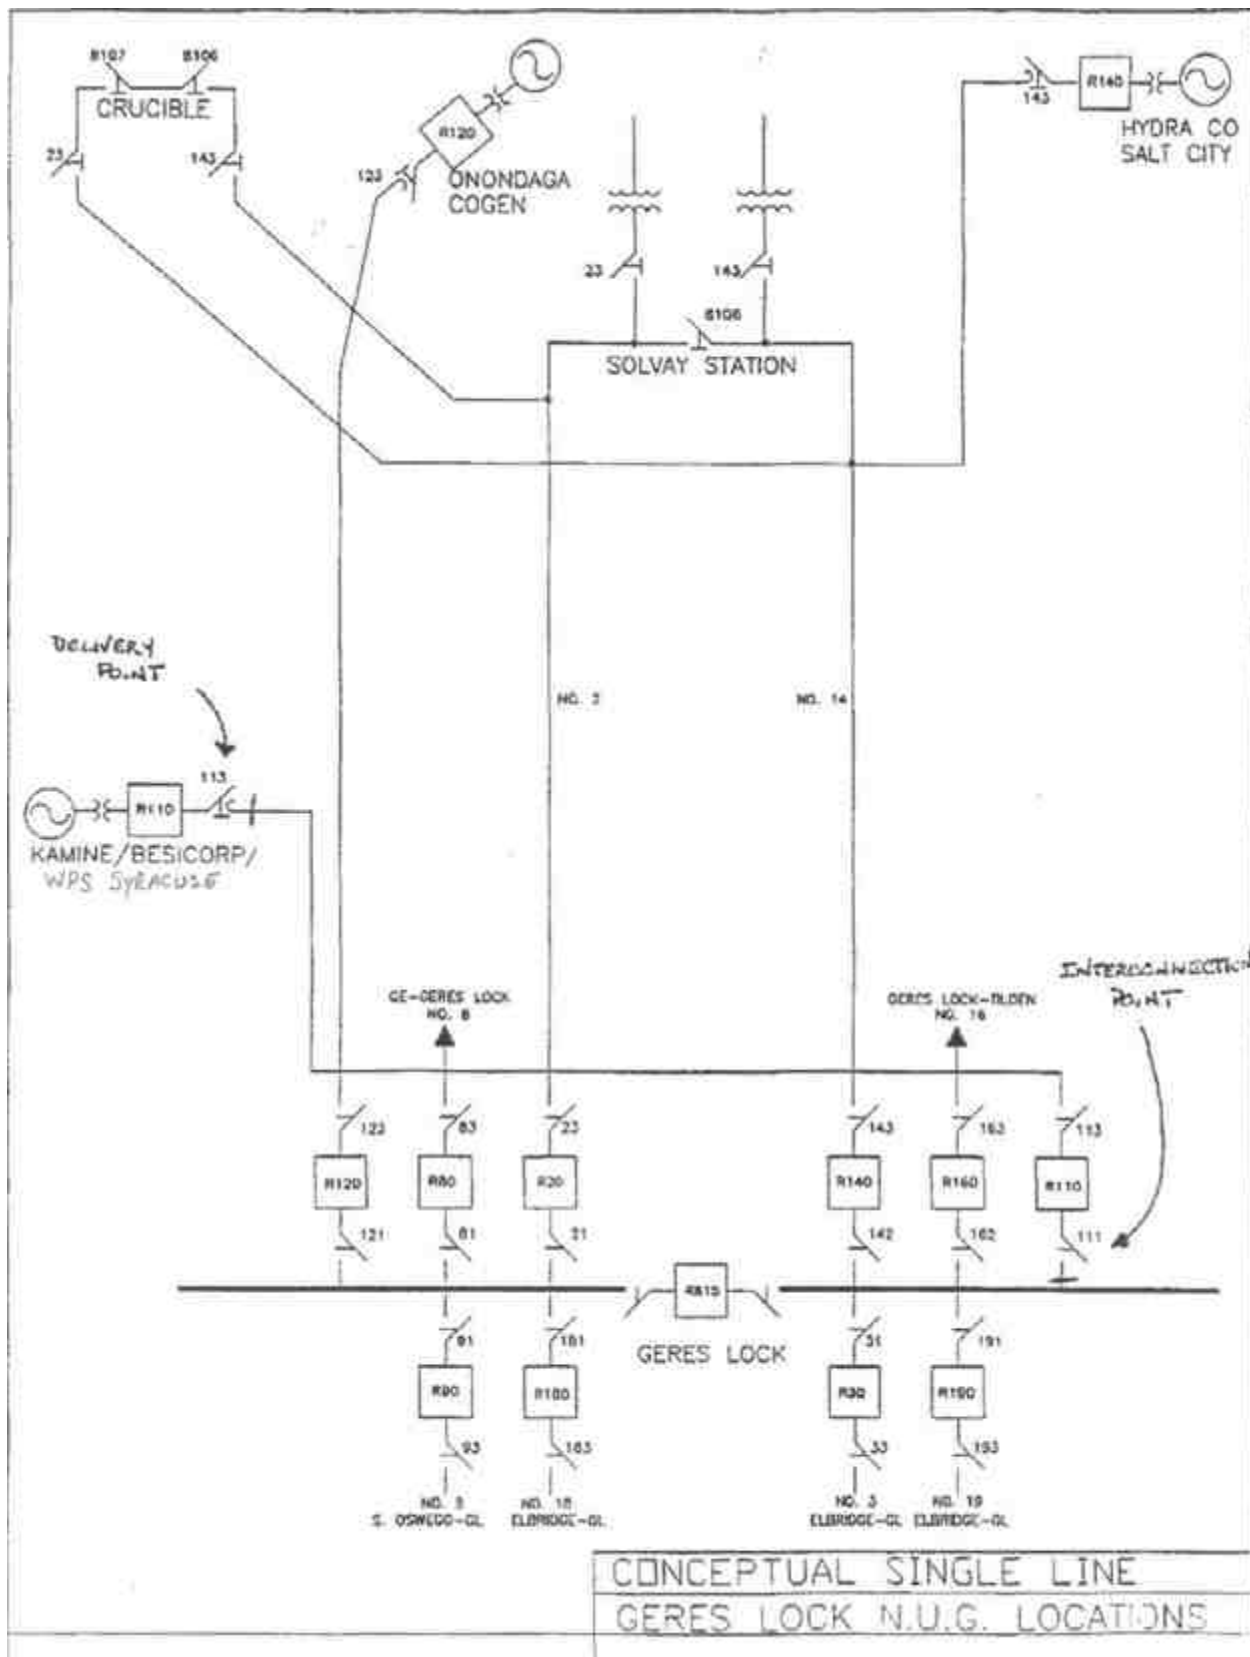 B107
B106
CRUCIBLE
23
143
R120
123
ONONDAGA
COGEN
143
R140
HYDRA CO
SALT CITY
23
143
B106
SOLVAY STATION
DELIVERY
POINT
NO. 2
NO. 14
113
R110
KAMINE/BESICORP/
WPS SYRACUSE
INTERCONNECTION
POINT
GE-GERES LOCK
NO. 8
GERES LOCK-TILDEN
NO. 16
123
83
23
143
163
113
R120
R80
R20
R140
R160
R110
121
81
21
142
162
111
R815
GERES LOCK
91
181
31
191
R90
R180
R30
R190
93
183
33
193
NO. 9
S. OSWEGO-GL
NO. 18
ELBRIDGE-GL
NO. 3
ELBRIDGE-GL
NO. 19
ELBRIDGE-GL
CONCEPTUAL SINGLE LINE
GERES LOCK N.U.G. LOCATIONS